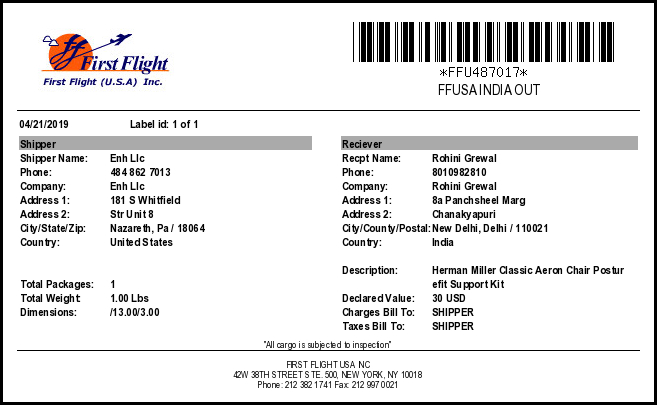 First Flight
First Flight (U.S.A) Inc.
*FFU487017*
FFUSA INDIA OUT
04/21/2019 Label id: 1 of 1
Shipper
Shipper Name: Enh Llc
Phone: 484 862 7013
Company: Enh Llc
Address 1: 181 S Whitfield
Address 2: Str Unit 8
City/State/Zip: Nazareth, Pa / 18064
Country: United States
Total Packages: 1
Total Weight: 1.00 Lbs
Dimensions: /13.00/3.00
Reciever
Recpt Name: Rohini Grewal
Phone: 8010982810
Company: Rohini Grewal
Address 1: 8a Panchsheel Marg
Address 2: Chanakyapuri
City/County/Postal: New Delhi, Delhi / 110021
Country: India
Description: Herman Miller Classic Aeron Chair Postur
efit Support Kit
Declared Value: 30 USD
Charges Bill To: SHIPPER
Taxes Bill To: SHIPPER
"All cargo is subjected to inspection"
FIRST FLIGHT USA INC
42W 38TH STREET STE. 500, NEW YORK, NY 10018
Phone: 212 382 1741 Fax: 212 997 0021